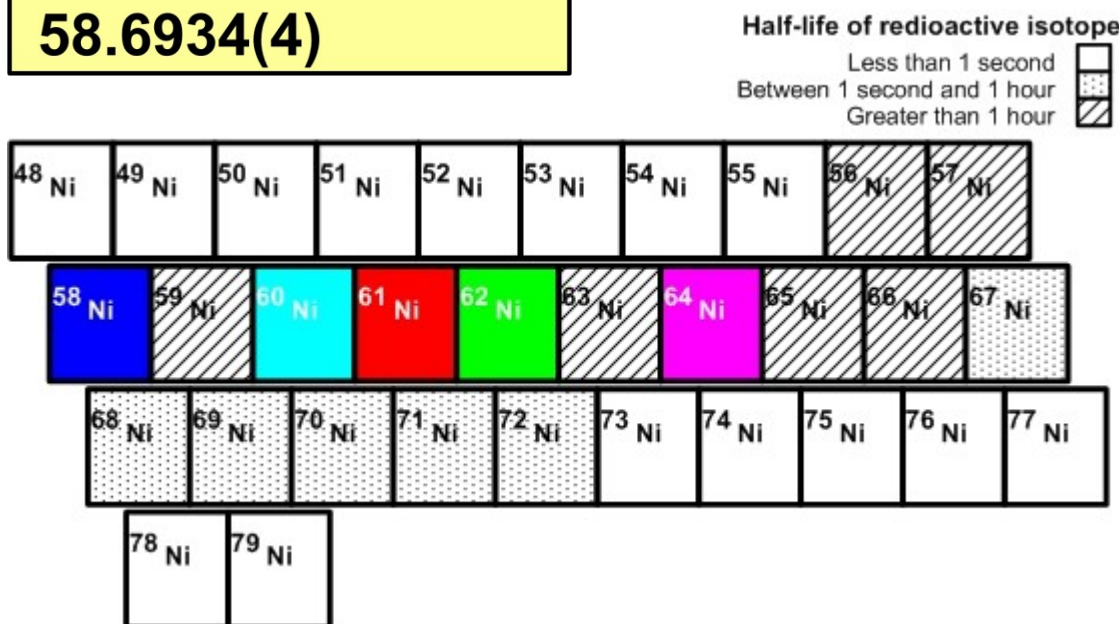 58.6934(4)
Half-life of redioactive isotope
Less than 1 second
Between 1 second and 1 hour
Greater than 1 hour
48 Ni 49 Ni 50 Ni 51 Ni 52 Ni 53 Ni 54 Ni 55 Ni 56 Ni 57 Ni
58 Ni 59 Ni 60 Ni 61 Ni 62 Ni 63 Ni 64 Ni 65 Ni 66 Ni 67 Ni
68 Ni 69 Ni 70 Ni 71 Ni 72 Ni 73 Ni 74 Ni 75 Ni 76 Ni 77 Ni
78 Ni 79 Ni